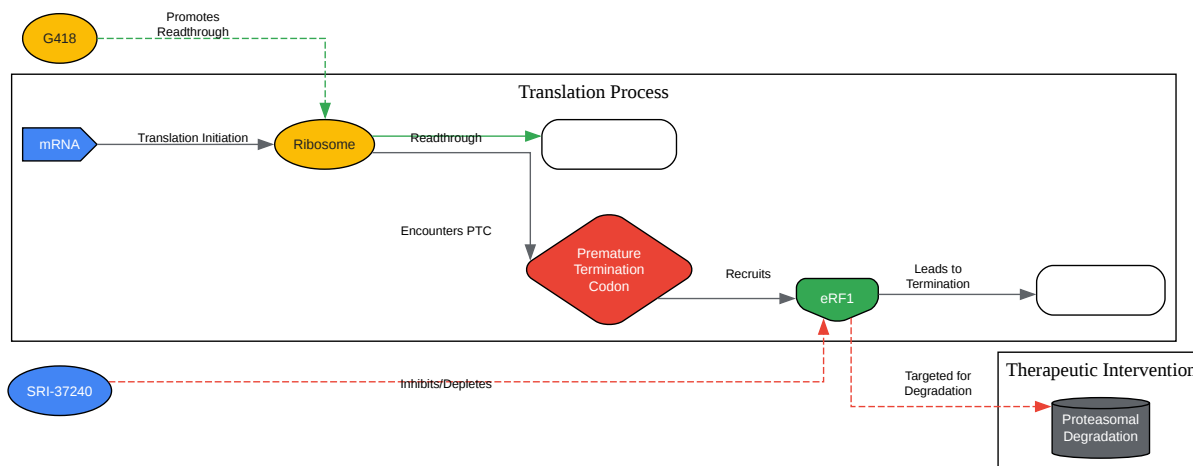 Promotes
Readthrough
G418
Translation Process
mRNA
Translation Initiation
Ribosome
Readthrough
Encounters PTC
Premature
Termination
Codon
Recruits
eRF1
Leads to
Termination
SRI-37240
Inhibits/Depletes
Targeted for
Degradation
Therapeutic Intervention
Proteasomal
Degradation